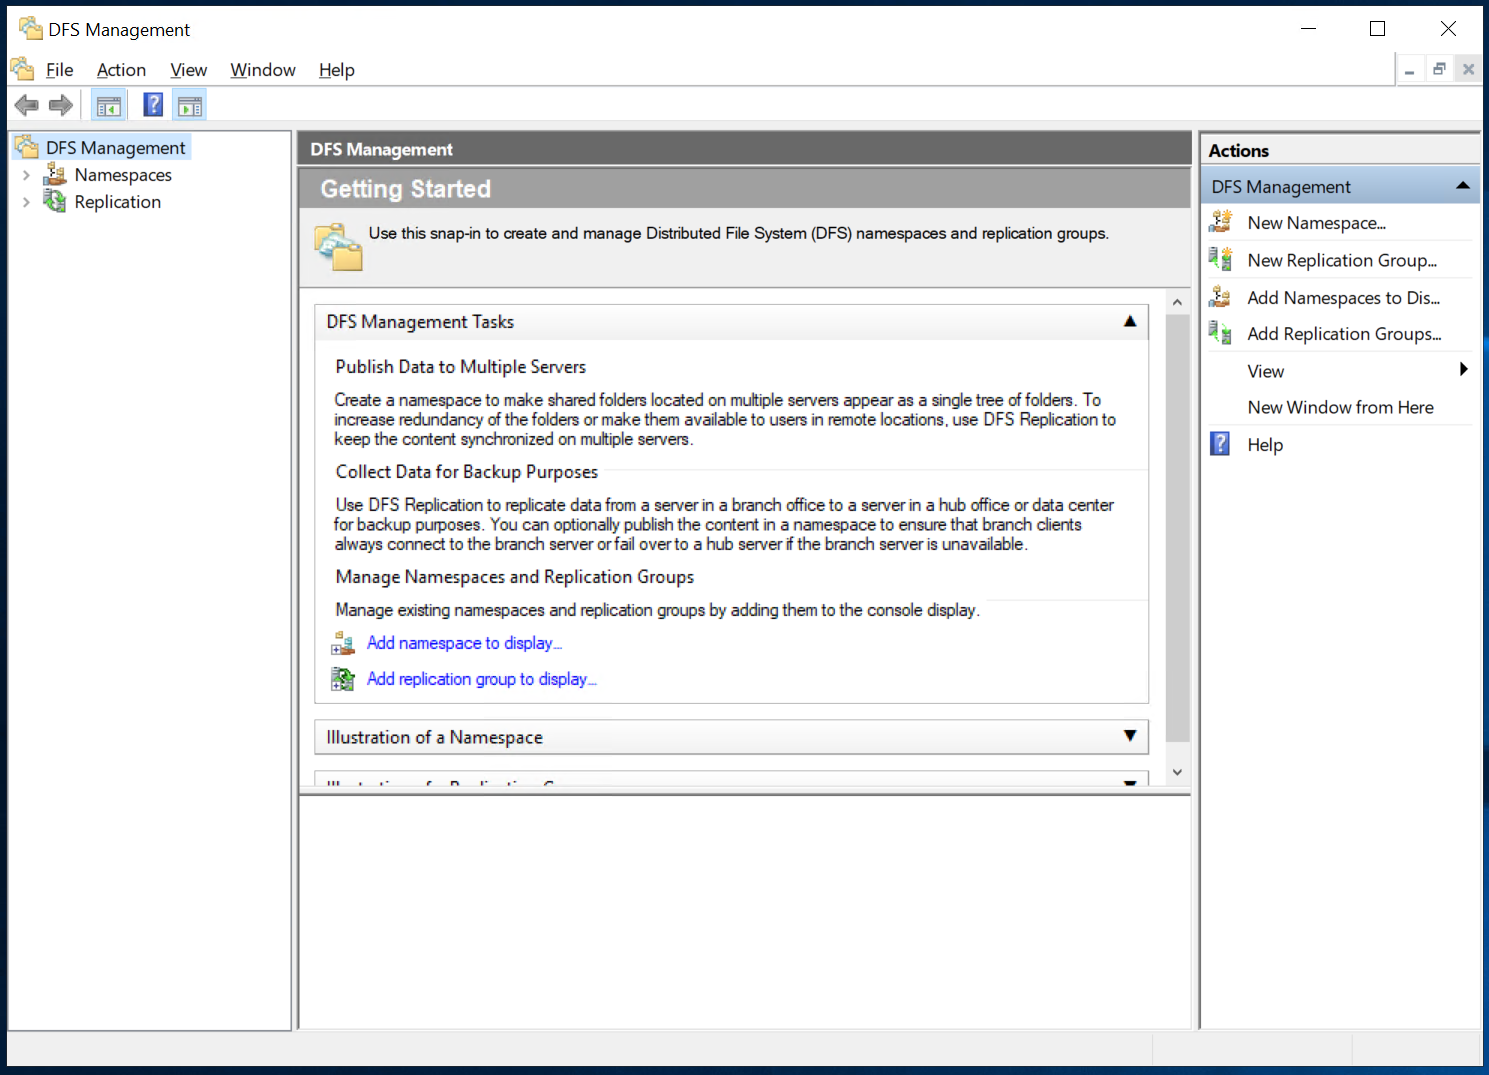 DFS Management
File Action View Window Help
DFS Management
Namespaces
Replication
DFS Management
Getting Started
Use this snap-in to create and manage Distributed File System (DFS) namespaces and replication groups.
DFS Management Tasks
Publish Data to Multiple Servers
Create a namespace to make shared folders located on multiple servers appear as a single tree of folders. To
increase redundancy of the folders or make them available to users in remote locations, use DFS Replication to
keep the content synchronized on multiple servers.
Collect Data for Backup Purposes
Use DFS Replication to replicate data from a server in a branch office to a server in a hub office or data center
for backup purposes. You can optionally publish the content in a namespace to ensure that branch clients
always connect to the branch server or fail over to a hub server if the branch server is unavailable.
Manage Namespaces and Replication Groups
Manage existing namespaces and replication groups by adding them to the console display.
Add namespace to display...
Add replication group to display...
Illustration of a Namespace
Actions
DFS Management
New Namespace...
New Replication Group...
Add Namespaces to Dis...
Add Replication Groups...
View
New Window from Here
Help